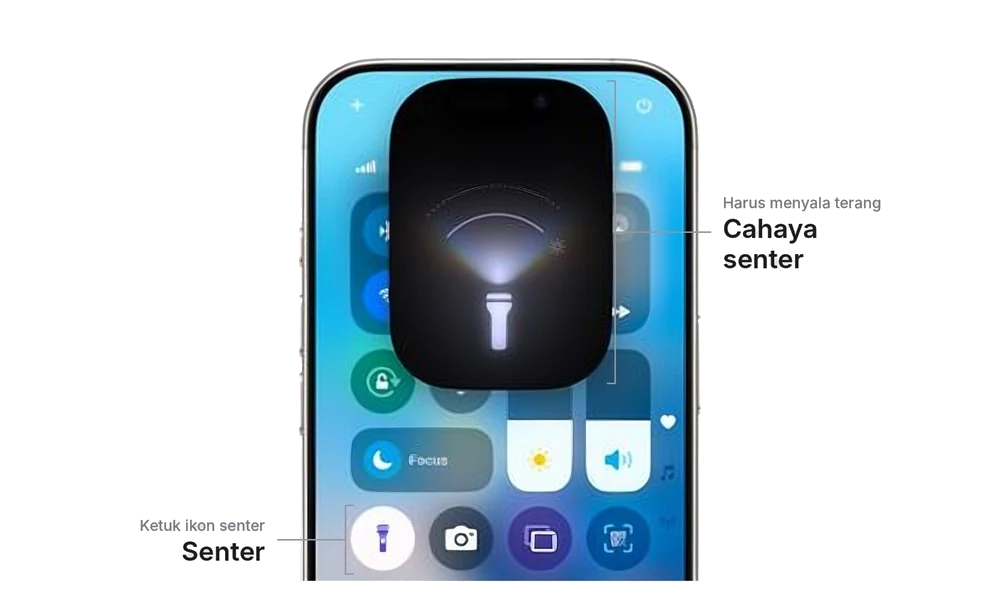 Harus menyala terang
Cahaya
senter
Focus
Ketuk ikon senter
Senter